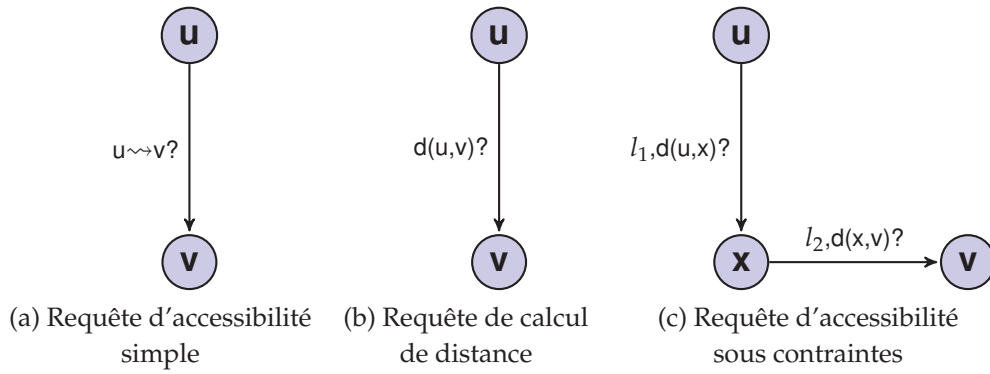 u
u⇝v?
v
(a) Requête d'accessibilité
simple
u
d(u,v)?
v
(b) Requête de calcul
de distance
u
l₁,d(u,x)?
x
l₂,d(x,v)?
v
(c) Requête d'accessibilité
sous contraintes